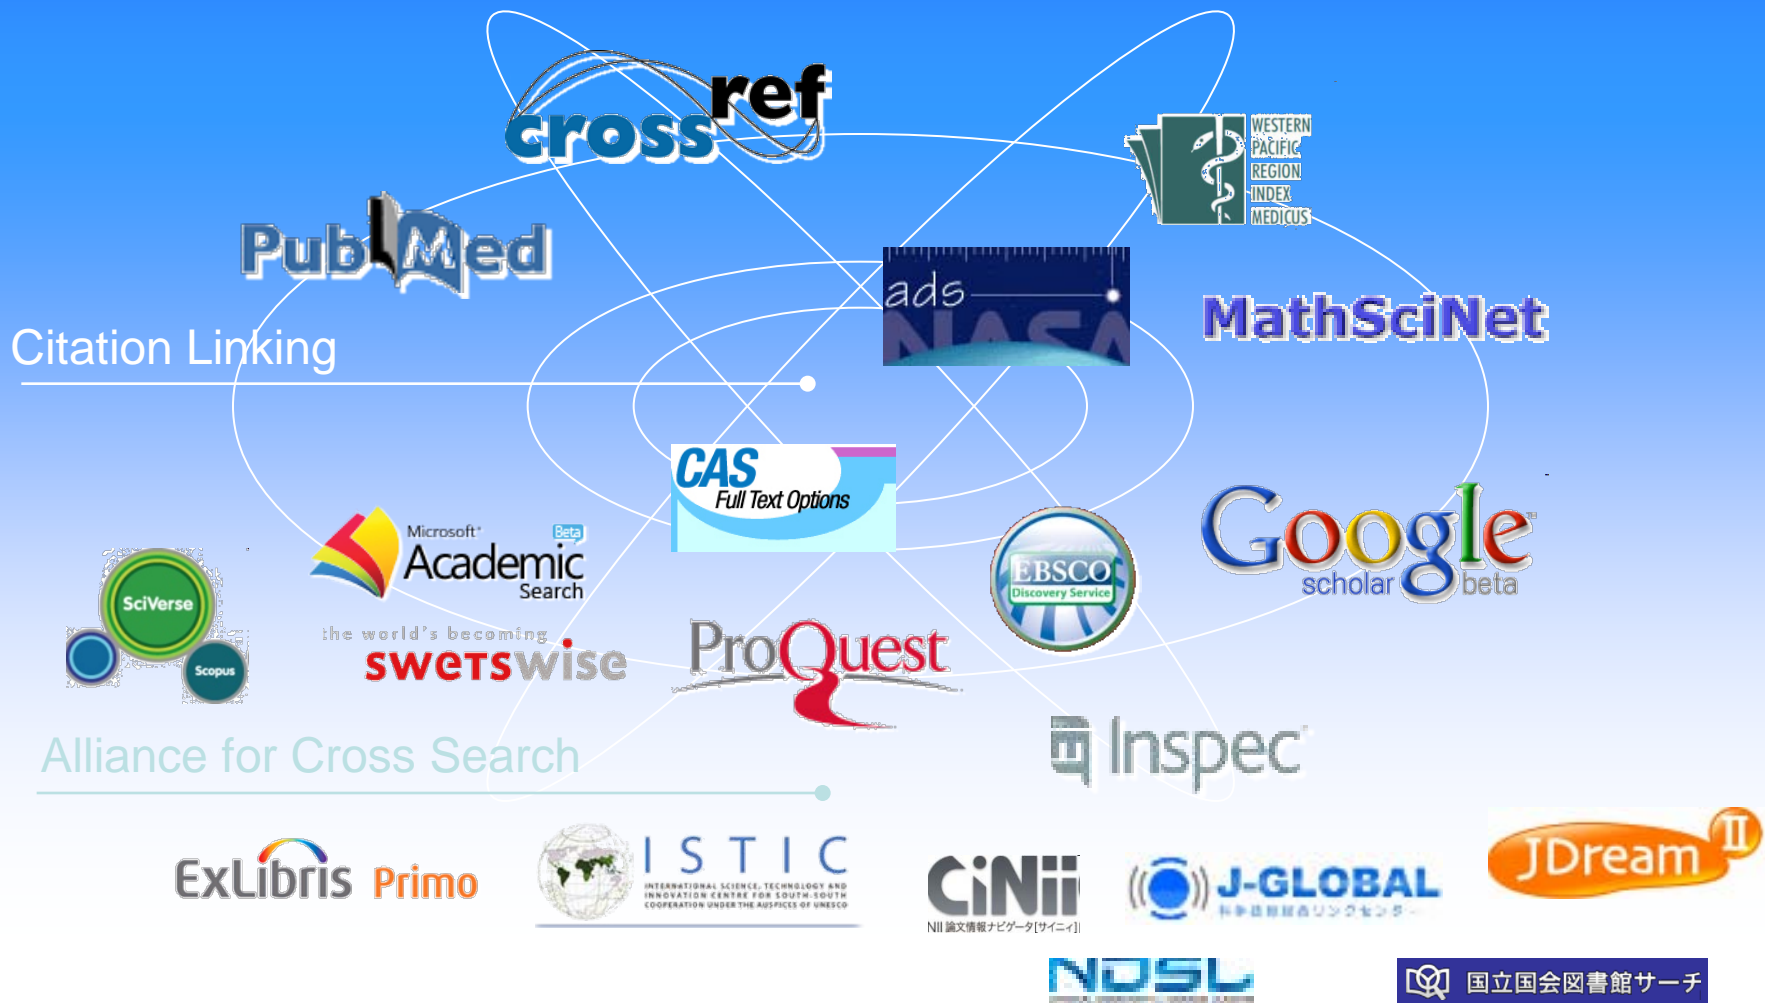 crossref
WESTERN
PACIFIC
REGION
INDEX
MEDICUS
PubMed
ads
NASA
MathSciNet
Citation Linking
CAS
Full Text Options
Microsoft
Academic
Beta
Search
SciVerse
Scopus
the world's becoming
swetswise
ProQuest
EBSCO
Discovery Service
Google
scholar beta
Alliance for Cross Search
Inspec
ExLibris Primo
ISTIC
INTERNATIONAL SCIENCE, TECHNOLOGY AND
INNOVATION CENTRE FOR SOUTH-SOUTH
COOPERATION UNDER THE AUSPICES OF UNESCO
CiNii
NII 論文情報ナビゲータ[サイニィ]
J-GLOBAL
JDream II
NDSL
国立国会図書館サーチ